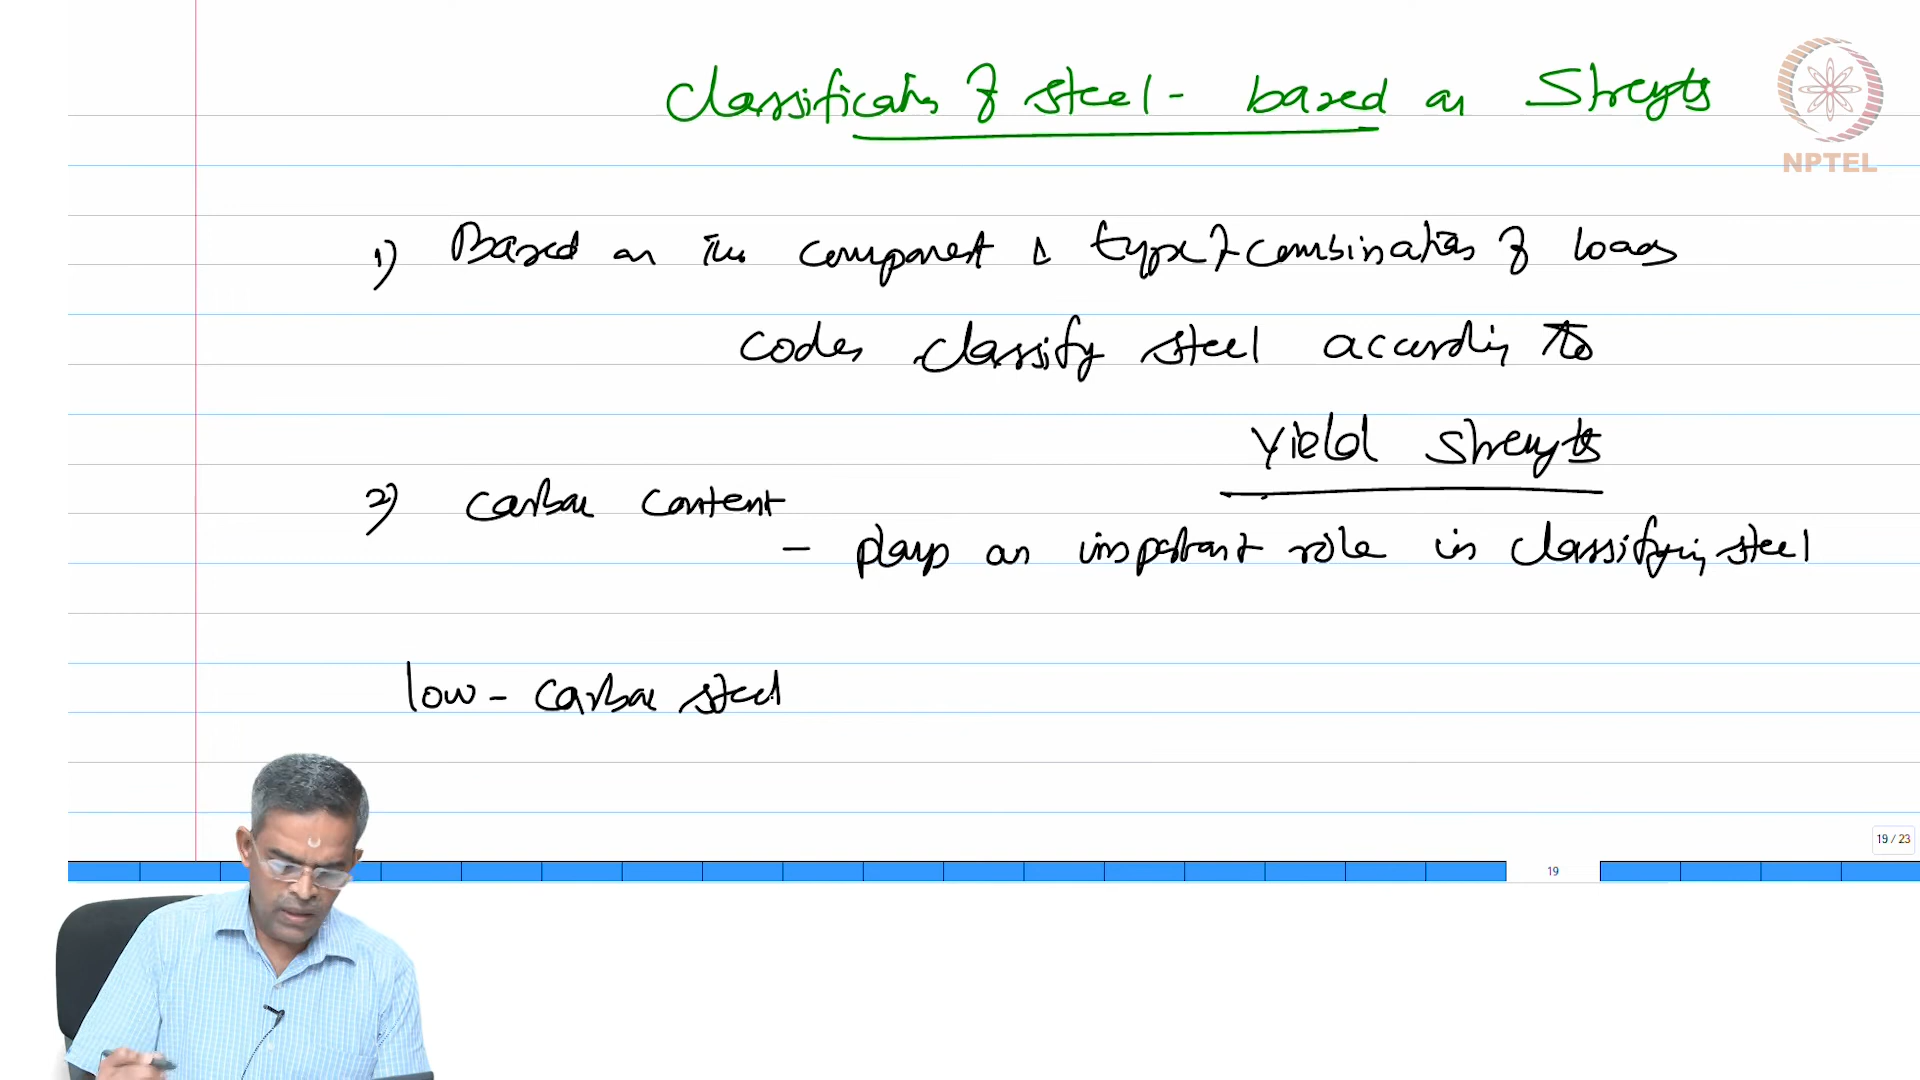 Classification of steel - based on Strength
NPTEL
1) Based on the component & type & combination of loads
codes classify steel according to
Yield Strength
2) Carbon content
- plays an important role in classifying steel
low - carbon steel
19 / 23
19